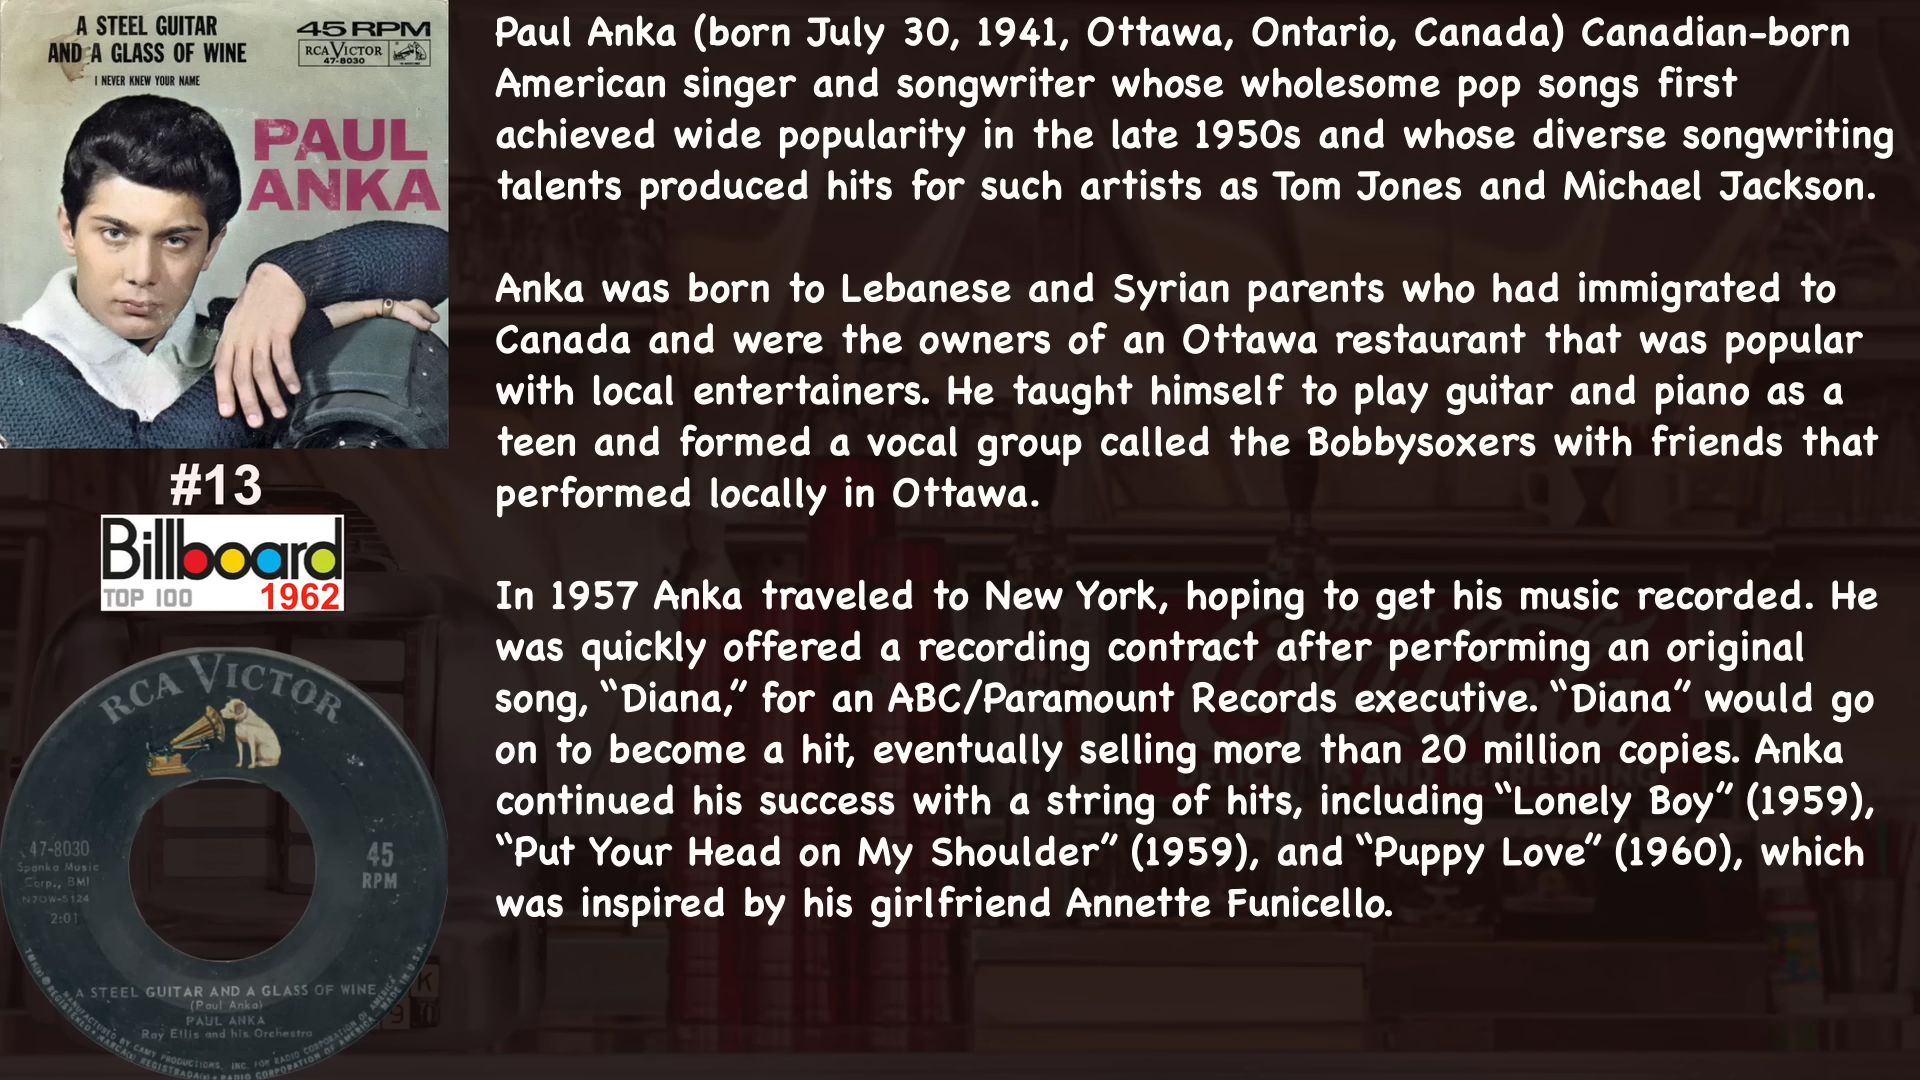 A STEEL GUITAR
AND A GLASS OF WINE
I NEVER KNEW YOUR NAME
45 RPM
RCA VICTOR
47-8030
PAUL
ANKA
#13
Billboard
TOP 100
1962
RCA VICTOR
47-8030
Spanka Music
Corp., BMI
N2OW-5124
2:01
45
RPM
A STEEL GUITAR AND A GLASS OF WINE
(Paul Anka)
PAUL ANKA
Ray Ellis and his Orchestra
Paul Anka (born July 30, 1941, Ottawa, Ontario, Canada) Canadian-born
American singer and songwriter whose wholesome pop songs first
achieved wide popularity in the late 1950s and whose diverse songwriting
talents produced hits for such artists as Tom Jones and Michael Jackson.
Anka was born to Lebanese and Syrian parents who had immigrated to
Canada and were the owners of an Ottawa restaurant that was popular
with local entertainers. He taught himself to play guitar and piano as a
teen and formed a vocal group called the Bobbysoxers with friends that
performed locally in Ottawa.
In 1957 Anka traveled to New York, hoping to get his music recorded. He
was quickly offered a recording contract after performing an original
song, “Diana,” for an ABC/Paramount Records executive. “Diana” would go
on to become a hit, eventually selling more than 20 million copies. Anka
continued his success with a string of hits, including “Lonely Boy” (1959),
“Put Your Head on My Shoulder” (1959), and “Puppy Love” (1960), which
was inspired by his girlfriend Annette Funicello.